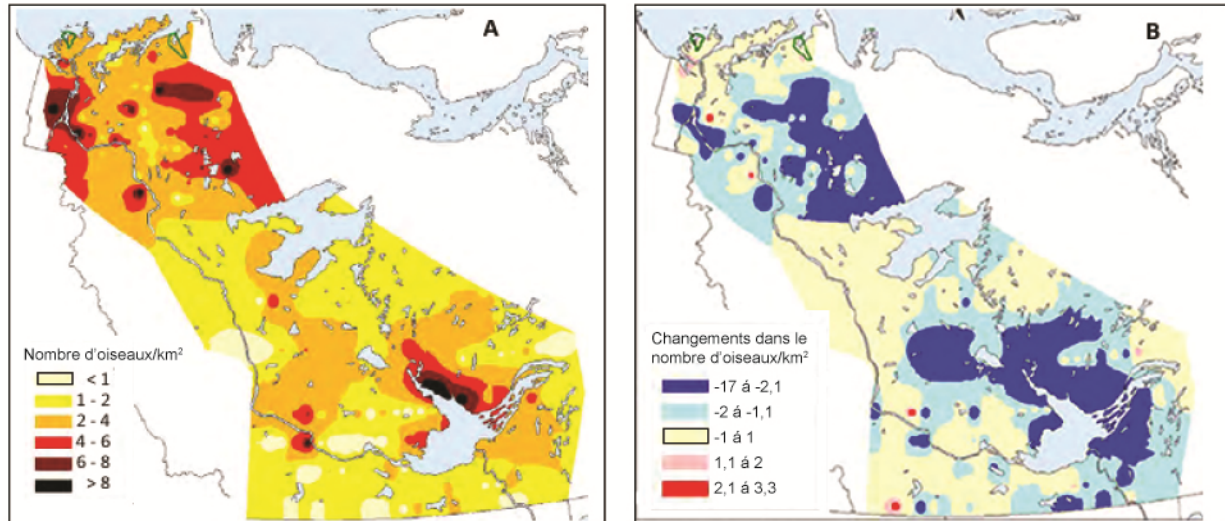 A
Nombre d'oiseaux/km²
< 1
1 - 2
2 - 4
4 - 6
6 - 8
> 8
B
Changements dans le
nombre d'oiseaux/km²
-17 á -2,1
-2 á -1,1
-1 á 1
1,1 á 2
2,1 á 3,3